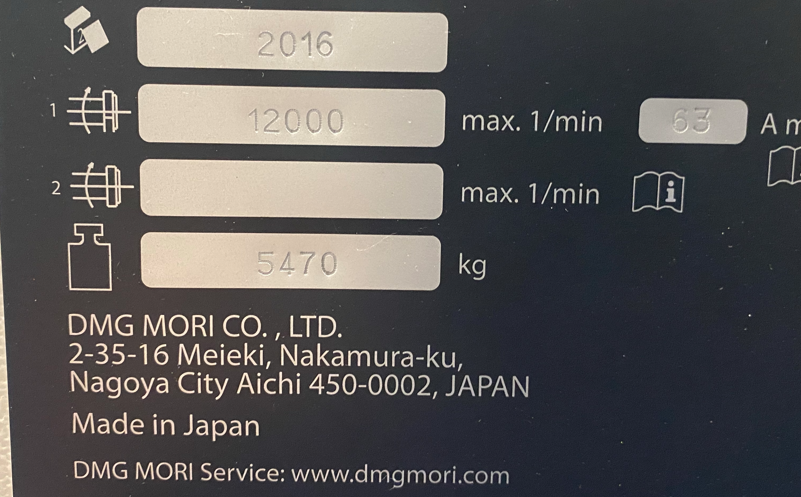 2016
1 12000 max. 1/min 63 A
2 max. 1/min
5470 kg
DMG MORI CO. , LTD.
2-35-16 Meieki, Nakamura-ku,
Nagoya City Aichi 450-0002, JAPAN
Made in Japan
DMG MORI Service: www.dmgmori.com